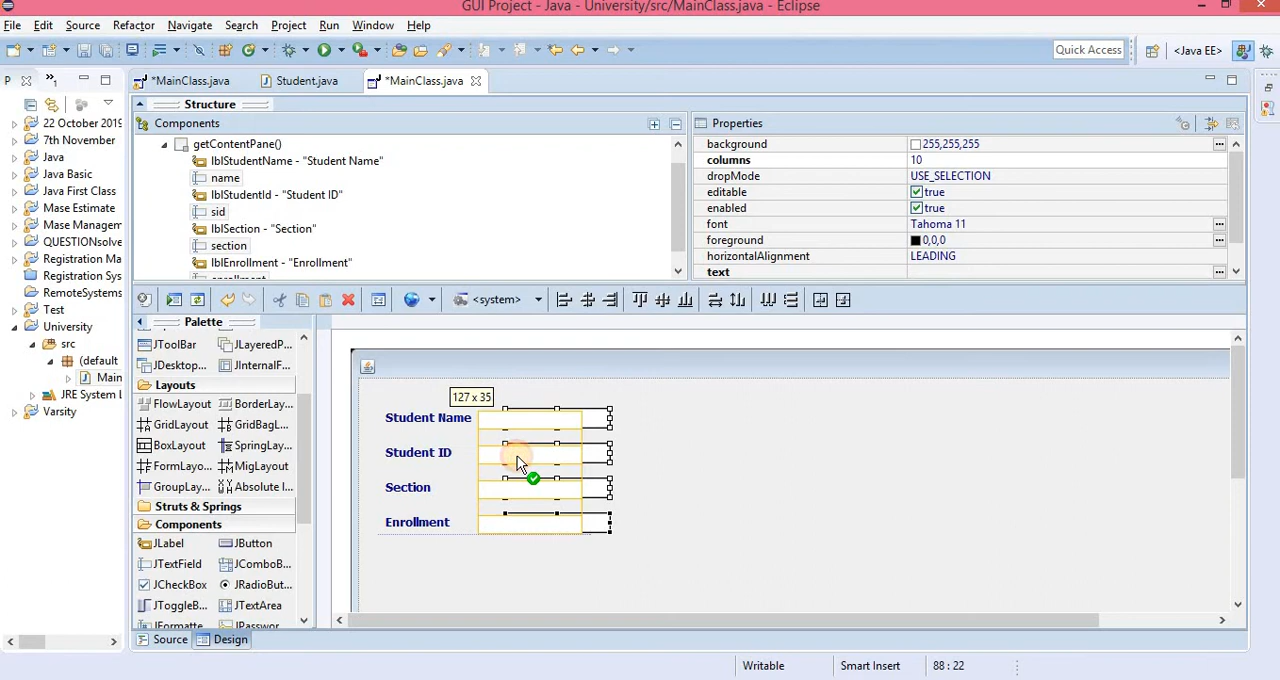 GUI Project - Java - University/src/MainClass.java - Eclipse
File Edit Source Refactor Navigate Search Project Run Window Help
Quick Access <Java EE>
P »1 *MainClass.java Student.java *MainClass.java
Structure
Components Properties
22 October 2019
7th November
Java
Java Basic
Java First Class
Mase Estimate
Mase Managem
QUESTIONsolve
Registration Ma
Registration Sys
RemoteSystems
Test
University
src
(default
Main
JRE System L
Varsity
getContentPane()
lblStudentName - "Student Name"
name
lblStudentId - "Student ID"
sid
lblSection - "Section"
section
lblEnrollment - "Enrollment"
enrollment
background 255,255,255
columns 10
dropMode USE_SELECTION
editable true
enabled true
font Tahoma 11
foreground 0,0,0
horizontalAlignment LEADING
text
<system>
Palette
JToolBar JLayeredP...
JDesktop... JInternalF...
Layouts
FlowLayout BorderLay...
GridLayout GridBagL...
BoxLayout SpringLay...
FormLayo... MigLayout
GroupLay... Absolute l...
Struts & Springs
Components
JLabel JButton
JTextField JComboB...
JCheckBox JRadioBut...
JToggleB... JTextArea
JFormatte... JPasswor...
127 x 35
Student Name
Student ID
Section
Enrollment
Source Design
Writable Smart Insert 88 : 22